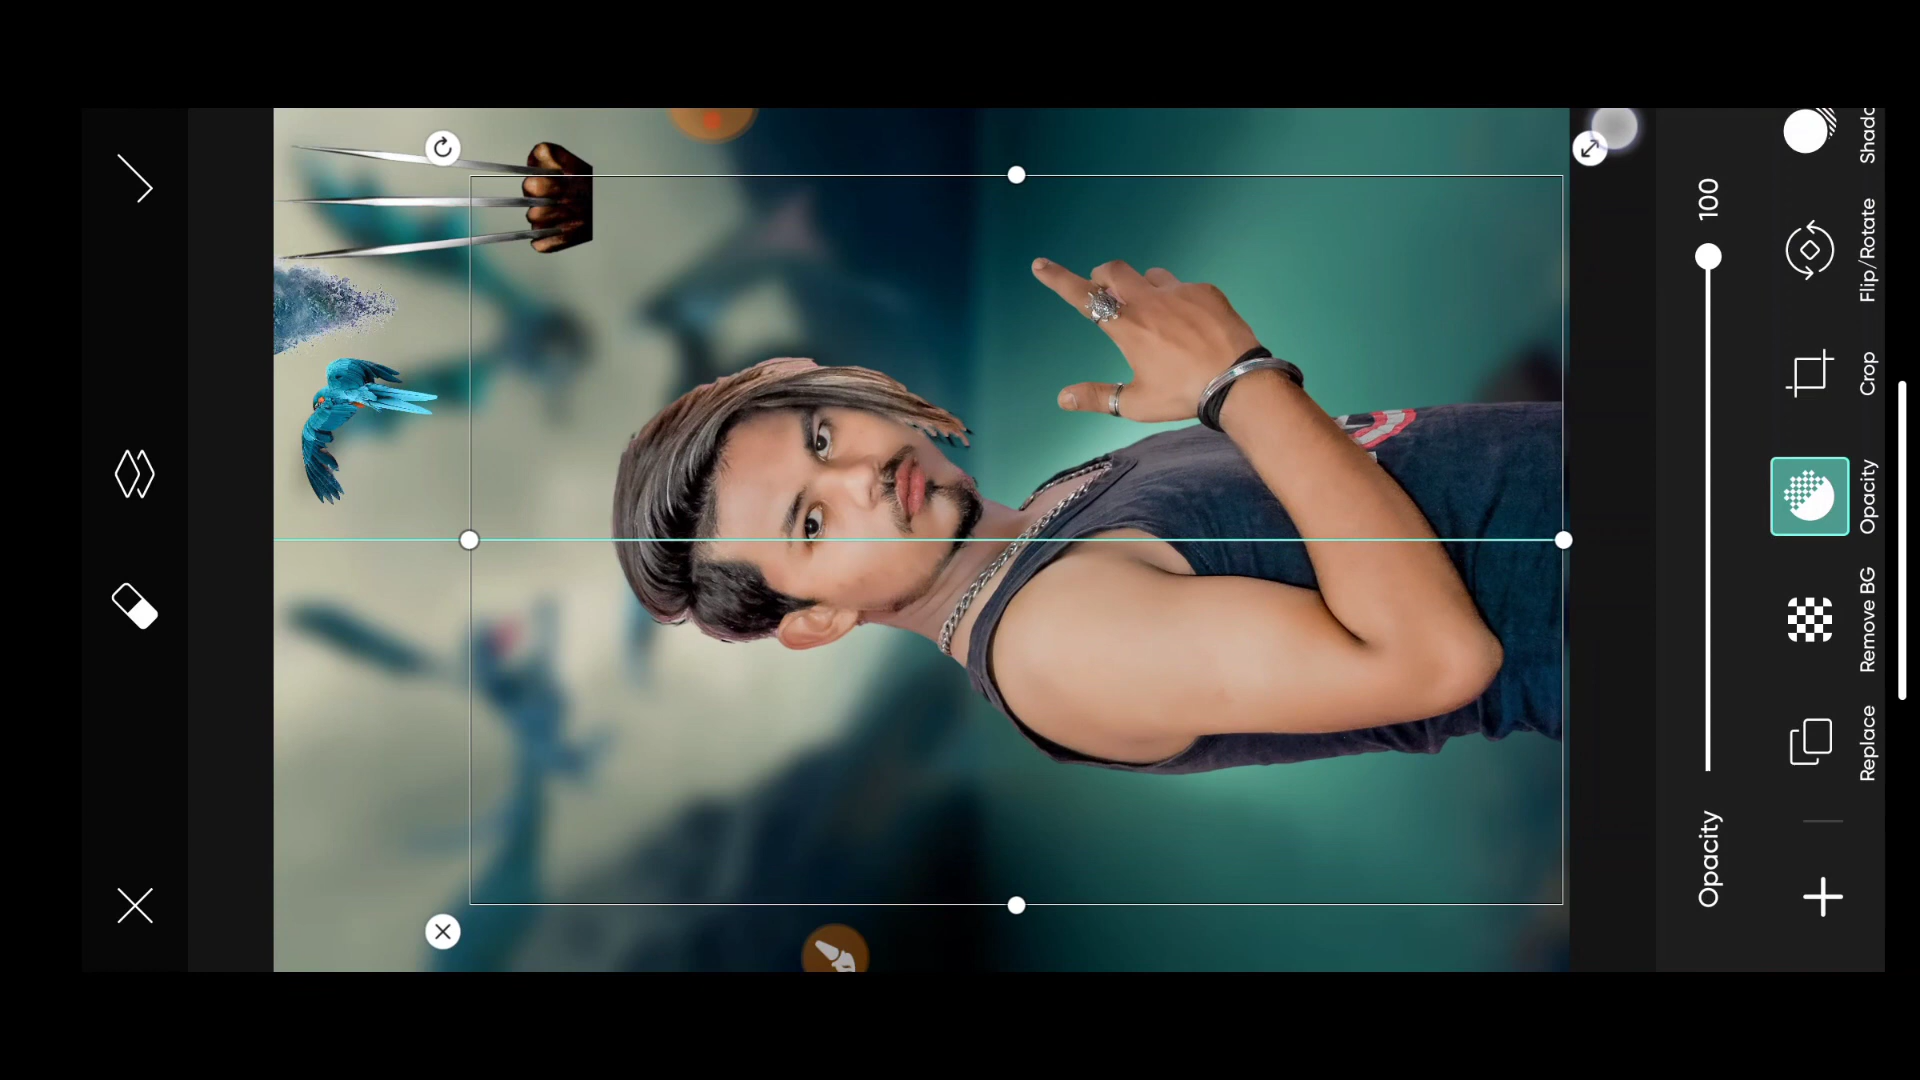 Opacity
100
Replace
Remove BG
Opacity
Crop
Flip/Rotate
Shado